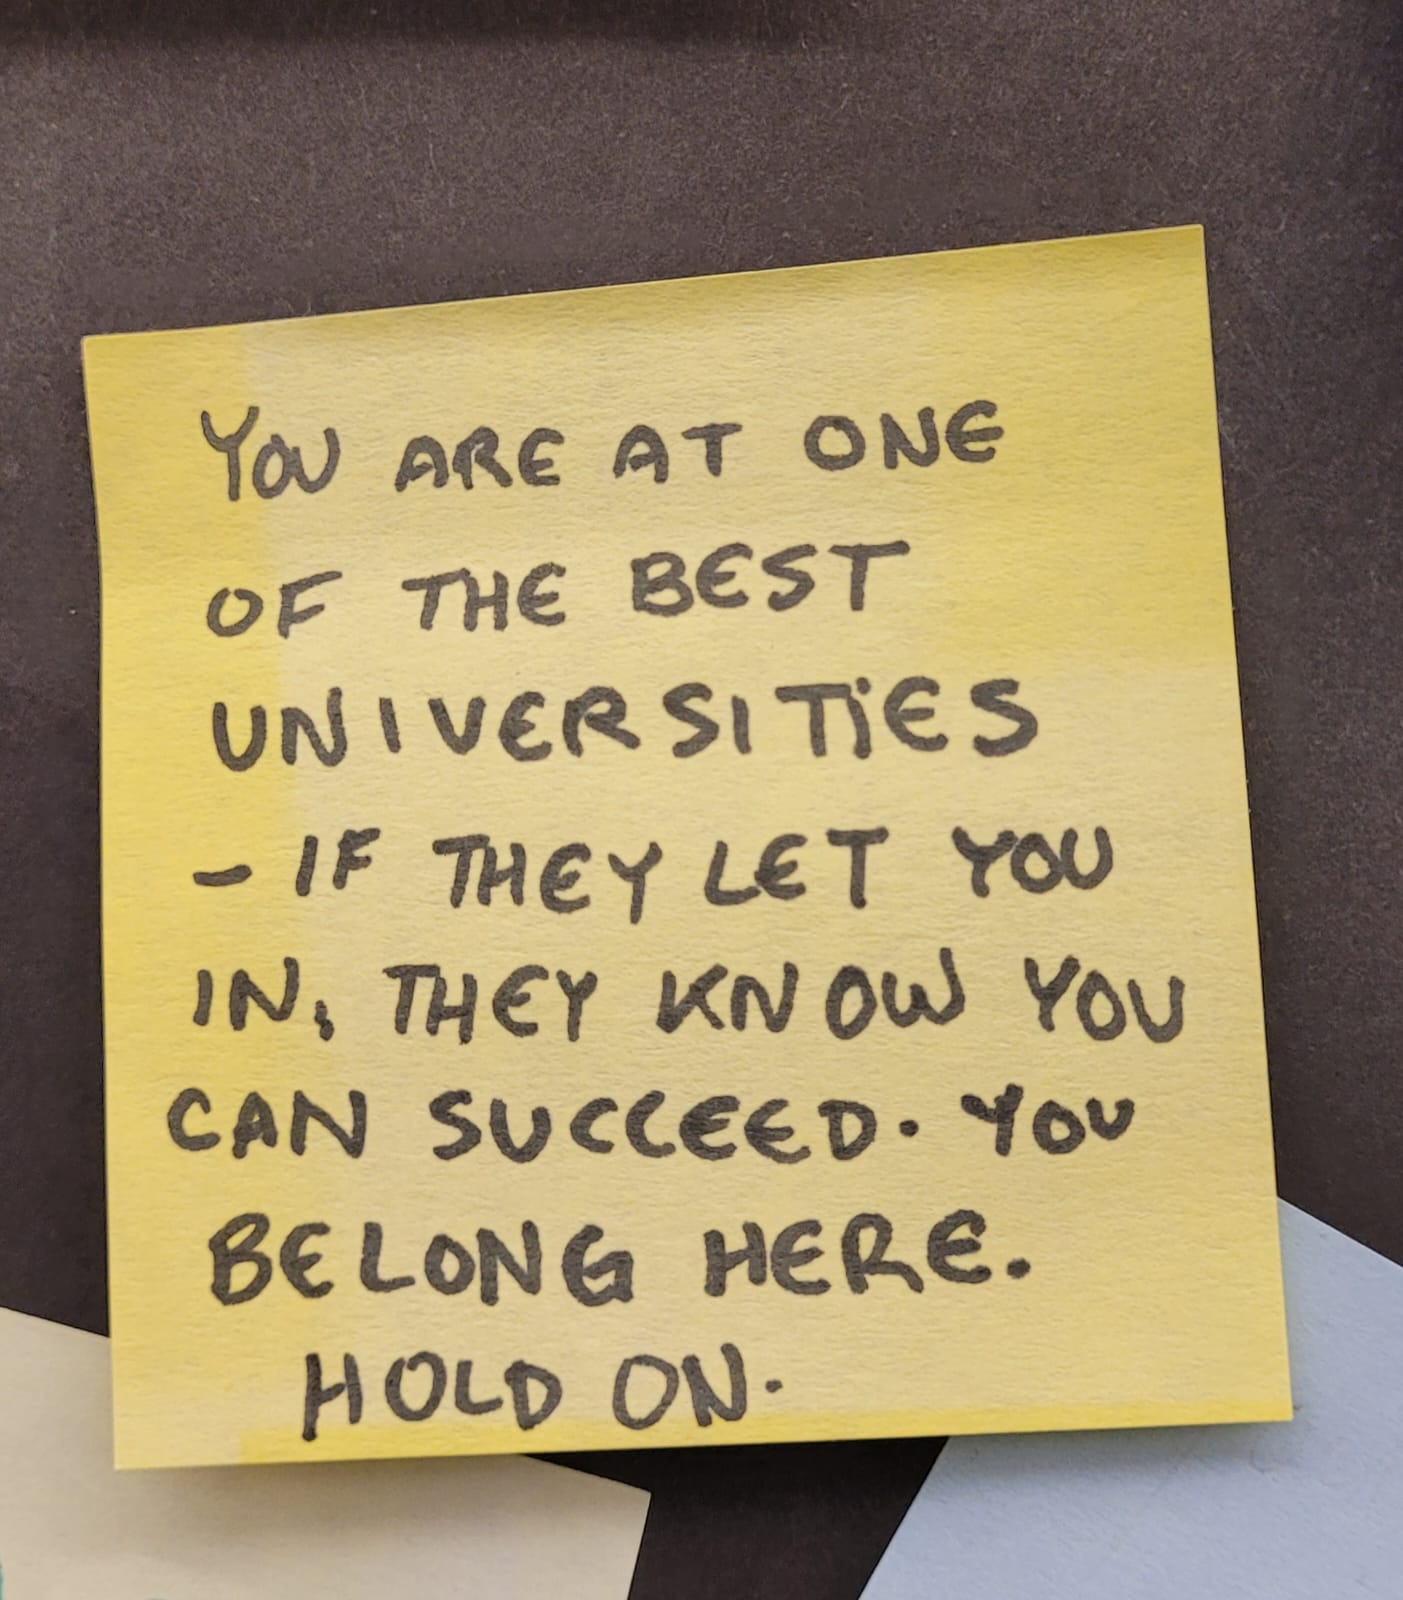 YOU ARE AT ONE
OF THE BEST
UNIVERSITIES
- IF THEY LET YOU
IN, THEY KNOW YOU
CAN SUCCEED. YOU
BELONG HERE.
HOLD ON.